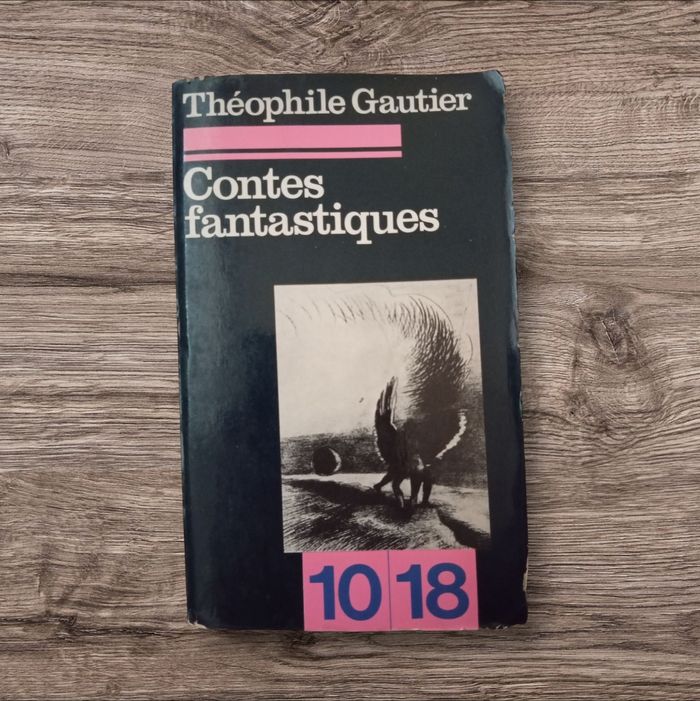 Théophile Gautier
Contes
fantastiques
10 18